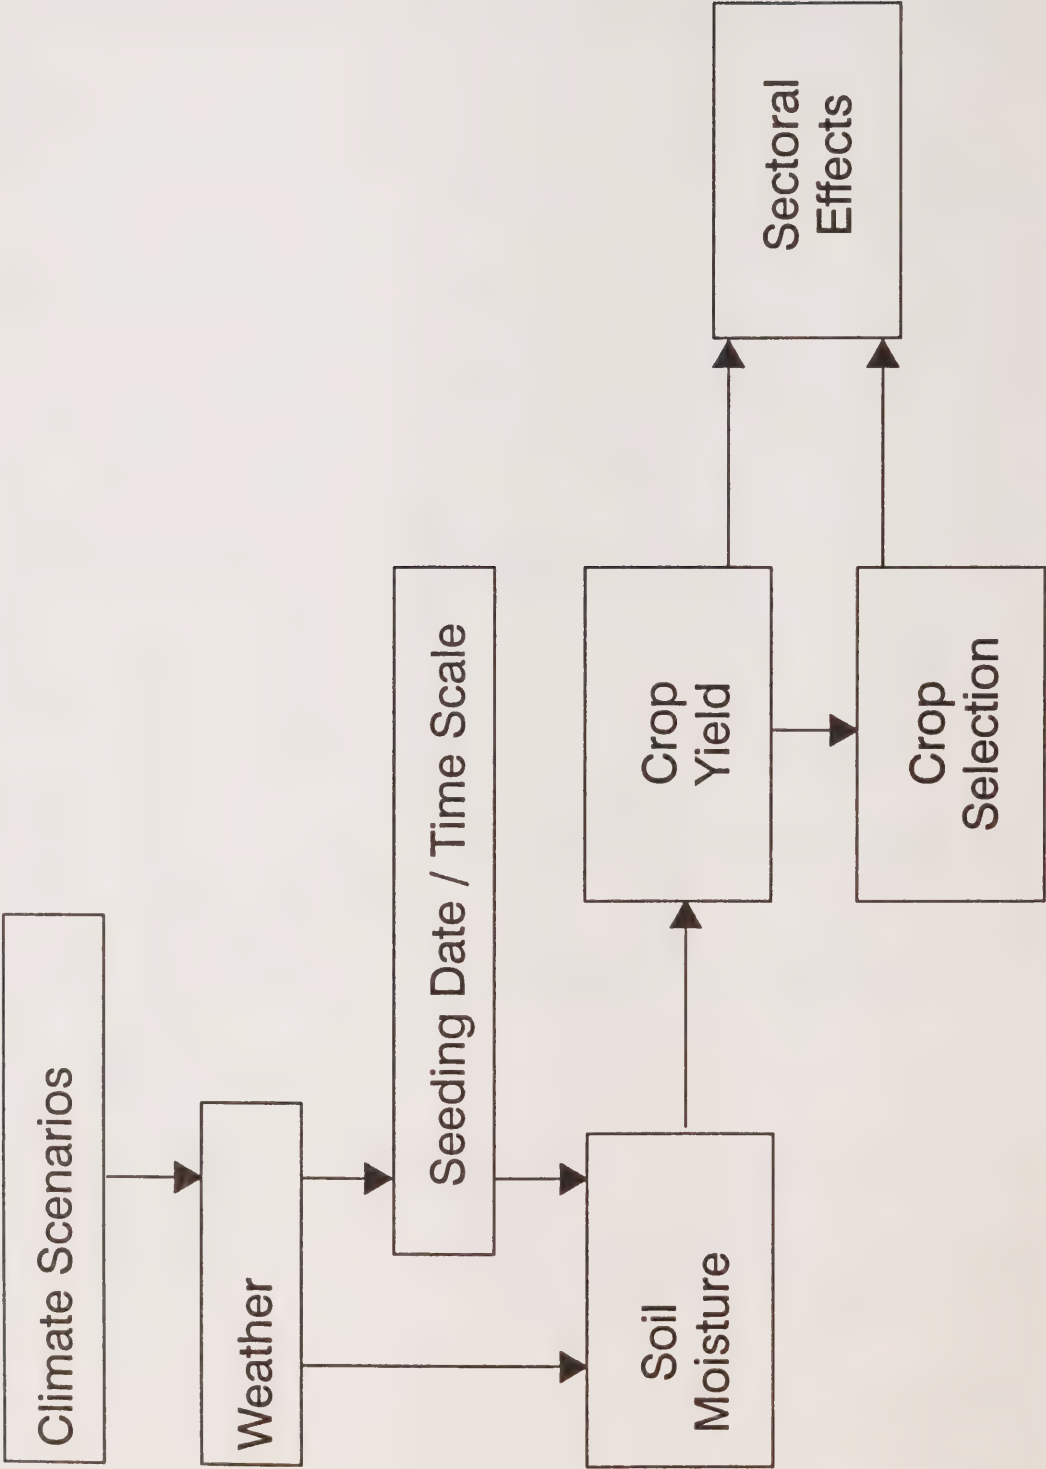 Climate Scenarios
Weather
Seeding Date / Time Scale
Soil
Moisture
Crop
Yield
Crop
Selection
Sectoral
Effects